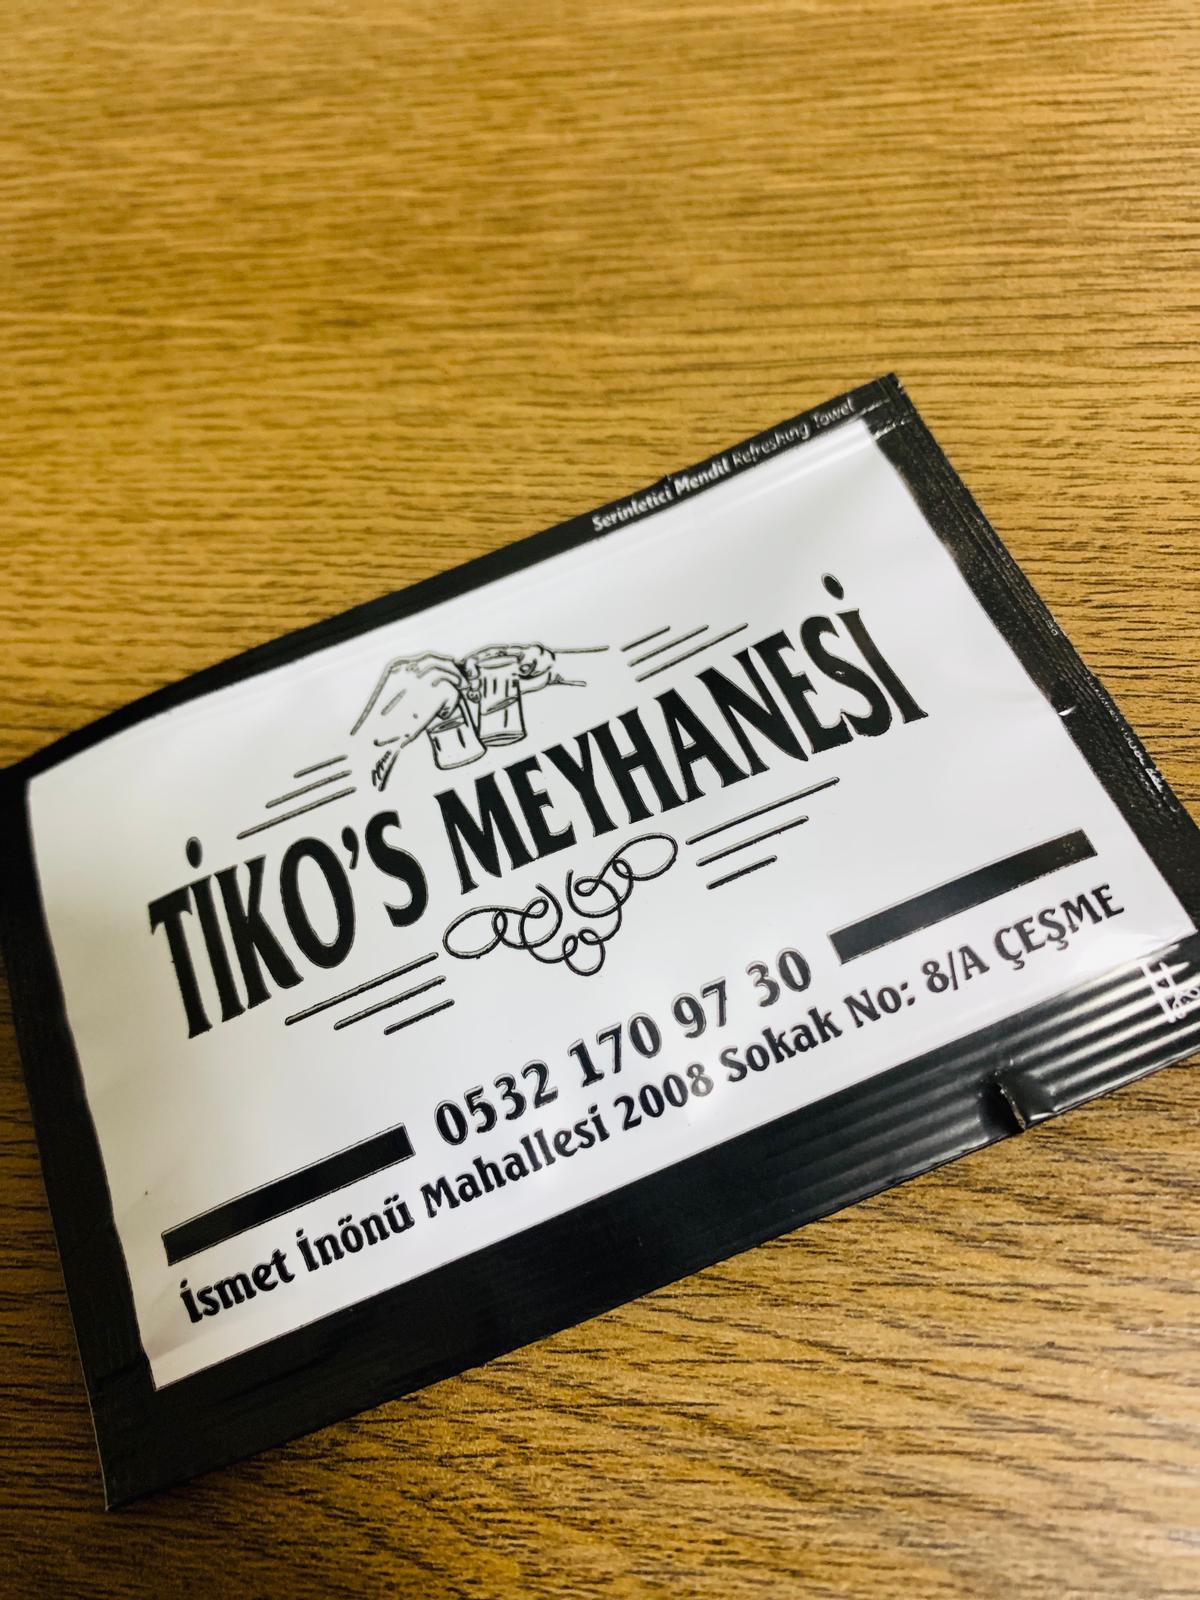 Serinletici Mendil Refreshing Towel
TİKO'S MEYHANESİ
0532 170 97 30
İsmet İnönü Mahallesi 2008 Sokak No: 8/A ÇEŞME